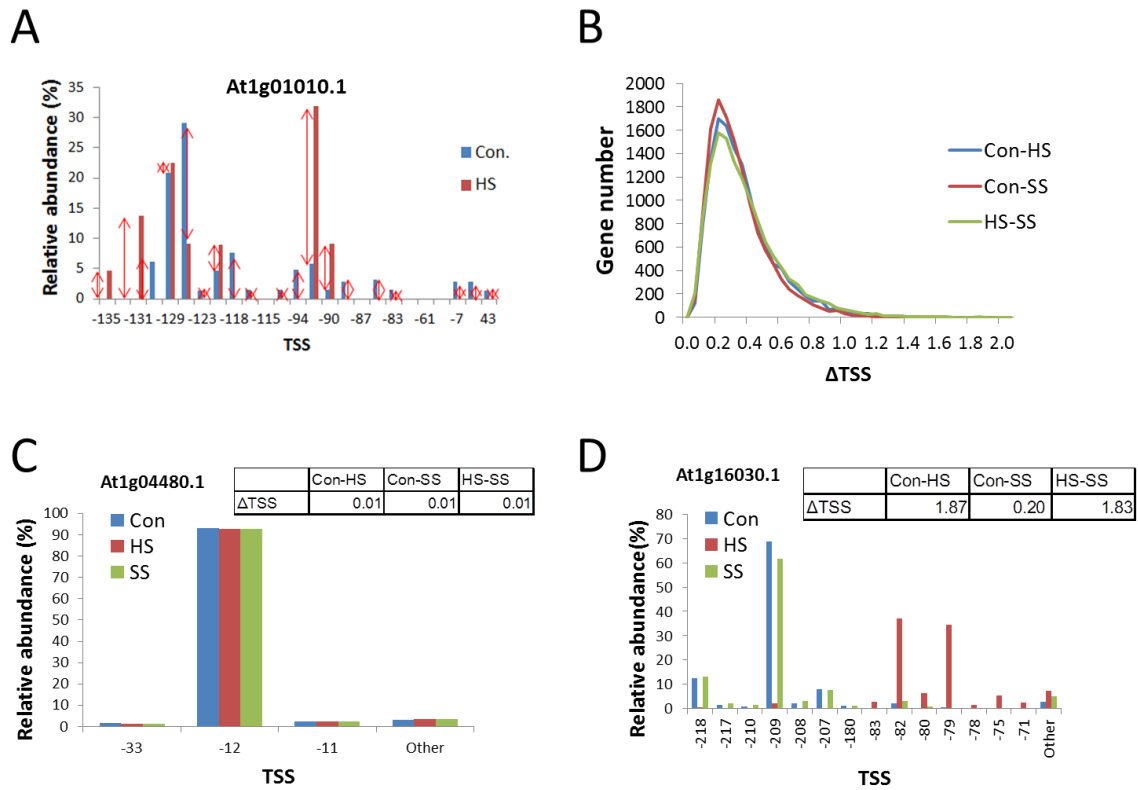 A
At1g01010.1
Relative abundance (%)
35
30
25
20
15
10
5
0
Con.
HS
-135 -131 -129 -123 -118 -115 -94 -90 -87 -83 -61 -7 43
TSS
B
Gene number
2000
1800
1600
1400
1200
1000
800
600
400
200
0
Con-HS
Con-SS
HS-SS
0.0 0.2 0.4 0.6 0.8 1.0 1.2 1.4 1.6 1.8 2.0
ΔTSS
C
At1g04480.1
Con-HS Con-SS HS-SS
ΔTSS 0.01 0.01 0.01
Relative abundance (%)
100
90
80
70
60
50
40
30
20
10
0
Con
HS
SS
-33 -12 -11 Other
TSS
D
At1g16030.1
Con-HS Con-SS HS-SS
ΔTSS 1.87 0.20 1.83
Relative abundance(%)
80
70
60
50
40
30
20
10
0
Con
HS
SS
-218 -217 -210 -209 -208 -207 -180 -83 -82 -80 -79 -78 -75 -71 Other
TSS